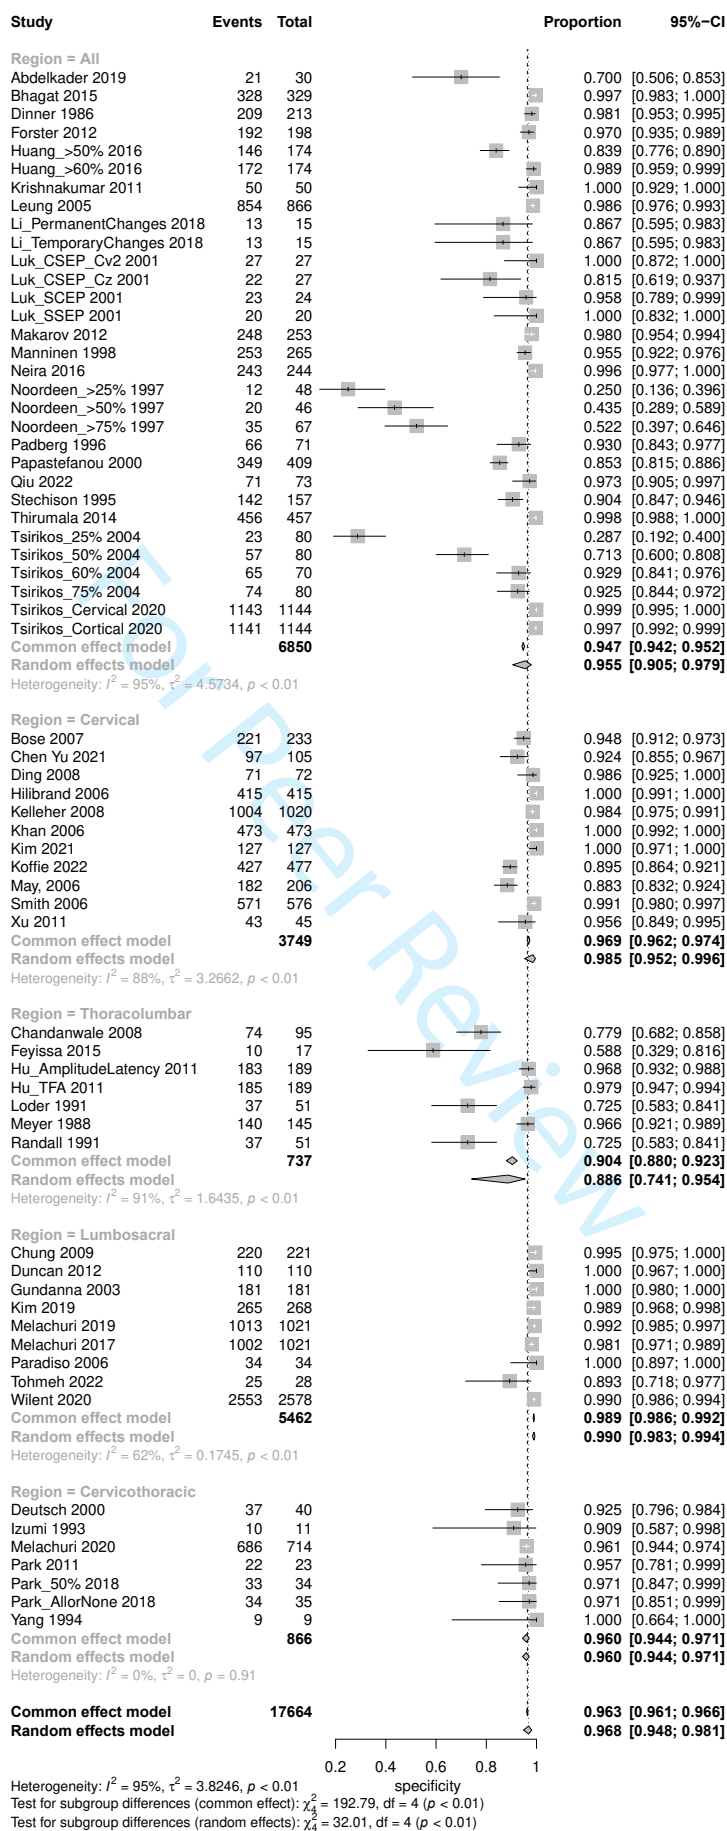 Study Events Total Proportion 95%−CI
Region = All
Abdelkader 2019 21 30 0.700 [0.506; 0.853]
Bhagat 2015 328 329 0.997 [0.983; 1.000]
Dinner 1986 209 213 0.981 [0.953; 0.995]
Forster 2012 192 198 0.970 [0.935; 0.989]
Huang_>50% 2016 146 174 0.839 [0.776; 0.890]
Huang_>60% 2016 172 174 0.989 [0.959; 0.999]
Krishnakumar 2011 50 50 1.000 [0.929; 1.000]
Leung 2005 854 866 0.986 [0.976; 0.993]
Li_PermanentChanges 2018 13 15 0.867 [0.595; 0.983]
Li_TemporaryChanges 2018 13 15 0.867 [0.595; 0.983]
Luk_CSEP_Cv2 2001 27 27 1.000 [0.872; 1.000]
Luk_CSEP_Cz 2001 22 27 0.815 [0.619; 0.937]
Luk_SCEP 2001 23 24 0.958 [0.789; 0.999]
Luk_SSEP 2001 20 20 1.000 [0.832; 1.000]
Makarov 2012 248 253 0.980 [0.954; 0.994]
Manninen 1998 253 265 0.955 [0.922; 0.976]
Neira 2016 243 244 0.996 [0.977; 1.000]
Noordeen_>25% 1997 12 48 0.250 [0.136; 0.396]
Noordeen_>50% 1997 20 46 0.435 [0.289; 0.589]
Noordeen_>75% 1997 35 67 0.522 [0.397; 0.646]
Padberg 1996 66 71 0.930 [0.843; 0.977]
Papastefanou 2000 349 409 0.853 [0.815; 0.886]
Qiu 2022 71 73 0.973 [0.905; 0.997]
Stechison 1995 142 157 0.904 [0.847; 0.946]
Thirumala 2014 456 457 0.998 [0.988; 1.000]
Tsirikos_25% 2004 23 80 0.287 [0.192; 0.400]
Tsirikos_50% 2004 57 80 0.713 [0.600; 0.808]
Tsirikos_60% 2004 65 70 0.929 [0.841; 0.976]
Tsirikos_75% 2004 74 80 0.925 [0.844; 0.972]
Tsirikos_Cervical 2020 1143 1144 0.999 [0.995; 1.000]
Tsirikos_Cortical 2020 1141 1144 0.997 [0.992; 0.999]
Common effect model 6850 0.947 [0.942; 0.952]
Random effects model 0.955 [0.905; 0.979]
Heterogeneity: I² = 95%, τ² = 4.5734, p < 0.01
Region = Cervical
Bose 2007 221 233 0.948 [0.912; 0.973]
Chen Yu 2021 97 105 0.924 [0.855; 0.967]
Ding 2008 71 72 0.986 [0.925; 1.000]
Hilibrand 2006 415 415 1.000 [0.991; 1.000]
Kelleher 2008 1004 1020 0.984 [0.975; 0.991]
Khan 2006 473 473 1.000 [0.992; 1.000]
Kim 2021 127 127 1.000 [0.971; 1.000]
Koffie 2022 427 477 0.895 [0.864; 0.921]
May, 2006 182 206 0.883 [0.832; 0.924]
Smith 2006 571 576 0.991 [0.980; 0.997]
Xu 2011 43 45 0.956 [0.849; 0.995]
Common effect model 3749 0.969 [0.962; 0.974]
Random effects model 0.985 [0.952; 0.996]
Heterogeneity: I² = 88%, τ² = 3.2662, p < 0.01
Region = Thoracolumbar
Chandanwale 2008 74 95 0.779 [0.682; 0.858]
Feyissa 2015 10 17 0.588 [0.329; 0.816]
Hu_AmplitudeLatency 2011 183 189 0.968 [0.932; 0.988]
Hu_TFA 2011 185 189 0.979 [0.947; 0.994]
Loder 1991 37 51 0.725 [0.583; 0.841]
Meyer 1988 140 145 0.966 [0.921; 0.989]
Randall 1991 37 51 0.725 [0.583; 0.841]
Common effect model 737 0.904 [0.880; 0.923]
Random effects model 0.886 [0.741; 0.954]
Heterogeneity: I² = 91%, τ² = 1.6435, p < 0.01
Region = Lumbosacral
Chung 2009 220 221 0.995 [0.975; 1.000]
Duncan 2012 110 110 1.000 [0.967; 1.000]
Gundanna 2003 181 181 1.000 [0.980; 1.000]
Kim 2019 265 268 0.989 [0.968; 0.998]
Melachuri 2019 1013 1021 0.992 [0.985; 0.997]
Melachuri 2017 1002 1021 0.981 [0.971; 0.989]
Paradiso 2006 34 34 1.000 [0.897; 1.000]
Tohmeh 2022 25 28 0.893 [0.718; 0.977]
Wilent 2020 2553 2578 0.990 [0.986; 0.994]
Common effect model 5462 0.989 [0.986; 0.992]
Random effects model 0.990 [0.983; 0.994]
Heterogeneity: I² = 62%, τ² = 0.1745, p < 0.01
Region = Cervicothoracic
Deutsch 2000 37 40 0.925 [0.796; 0.984]
Izumi 1993 10 11 0.909 [0.587; 0.998]
Melachuri 2020 686 714 0.961 [0.944; 0.974]
Park 2011 22 23 0.957 [0.781; 0.999]
Park_50% 2018 33 34 0.971 [0.847; 0.999]
Park_AllorNone 2018 34 35 0.971 [0.851; 0.999]
Yang 1994 9 9 1.000 [0.664; 1.000]
Common effect model 866 0.960 [0.944; 0.971]
Random effects model 0.960 [0.944; 0.971]
Heterogeneity: I² = 0%, τ² = 0, p = 0.91
Common effect model 17664 0.963 [0.961; 0.966]
Random effects model 0.968 [0.948; 0.981]
0.2 0.4 0.6 0.8 1
specificity
Heterogeneity: I² = 95%, τ² = 3.8246, p < 0.01
Test for subgroup differences (common effect): χ²₄ = 192.79, df = 4 (p < 0.01)
Test for subgroup differences (random effects): χ²₄ = 32.01, df = 4 (p < 0.01)
For Peer Review